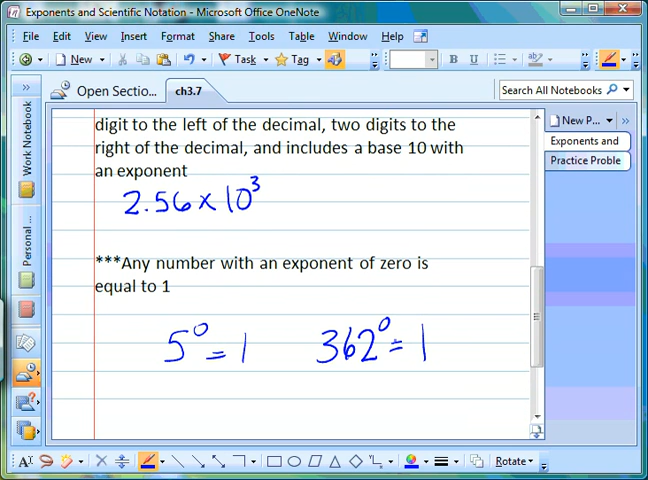 Exponents and Scientific Notation - Microsoft Office OneNote
File Edit View Insert Format Share Tools Table Window Help
New Task Tag B U ab
Open Sectio... ch3.7 Search All Notebooks
Work Notebook
Personal ...
New P...
Exponents and
Practice Proble
digit to the left of the decimal, two digits to the
right of the decimal, and includes a base 10 with
an exponent
2.56 × 10³
***Any number with an exponent of zero is
equal to 1
5⁰ = 1 362⁰ = 1
A Rotate